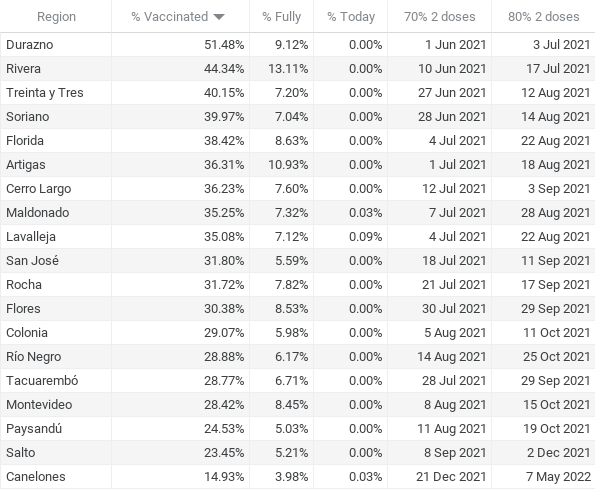 Region % Vaccinated % Fully % Today 70% 2 doses 80% 2 doses
Durazno 51.48% 9.12% 0.00% 1 Jun 2021 3 Jul 2021
Rivera 44.34% 13.11% 0.00% 10 Jun 2021 17 Jul 2021
Treinta y Tres 40.15% 7.20% 0.00% 27 Jun 2021 12 Aug 2021
Soriano 39.97% 7.04% 0.00% 28 Jun 2021 14 Aug 2021
Florida 38.42% 8.63% 0.00% 4 Jul 2021 22 Aug 2021
Artigas 36.31% 10.93% 0.00% 1 Jul 2021 18 Aug 2021
Cerro Largo 36.23% 7.60% 0.00% 12 Jul 2021 3 Sep 2021
Maldonado 35.25% 7.32% 0.03% 7 Jul 2021 28 Aug 2021
Lavalleja 35.08% 7.12% 0.09% 4 Jul 2021 22 Aug 2021
San José 31.80% 5.59% 0.00% 18 Jul 2021 11 Sep 2021
Rocha 31.72% 7.82% 0.00% 21 Jul 2021 17 Sep 2021
Flores 30.38% 8.53% 0.00% 30 Jul 2021 29 Sep 2021
Colonia 29.07% 5.98% 0.00% 5 Aug 2021 11 Oct 2021
Río Negro 28.88% 6.17% 0.00% 14 Aug 2021 25 Oct 2021
Tacuarembó 28.77% 6.71% 0.00% 28 Jul 2021 29 Sep 2021
Montevideo 28.42% 8.45% 0.00% 8 Aug 2021 15 Oct 2021
Paysandú 24.53% 5.03% 0.00% 11 Aug 2021 19 Oct 2021
Salto 23.45% 5.21% 0.00% 8 Sep 2021 2 Dec 2021
Canelones 14.93% 3.98% 0.03% 21 Dec 2021 7 May 2022